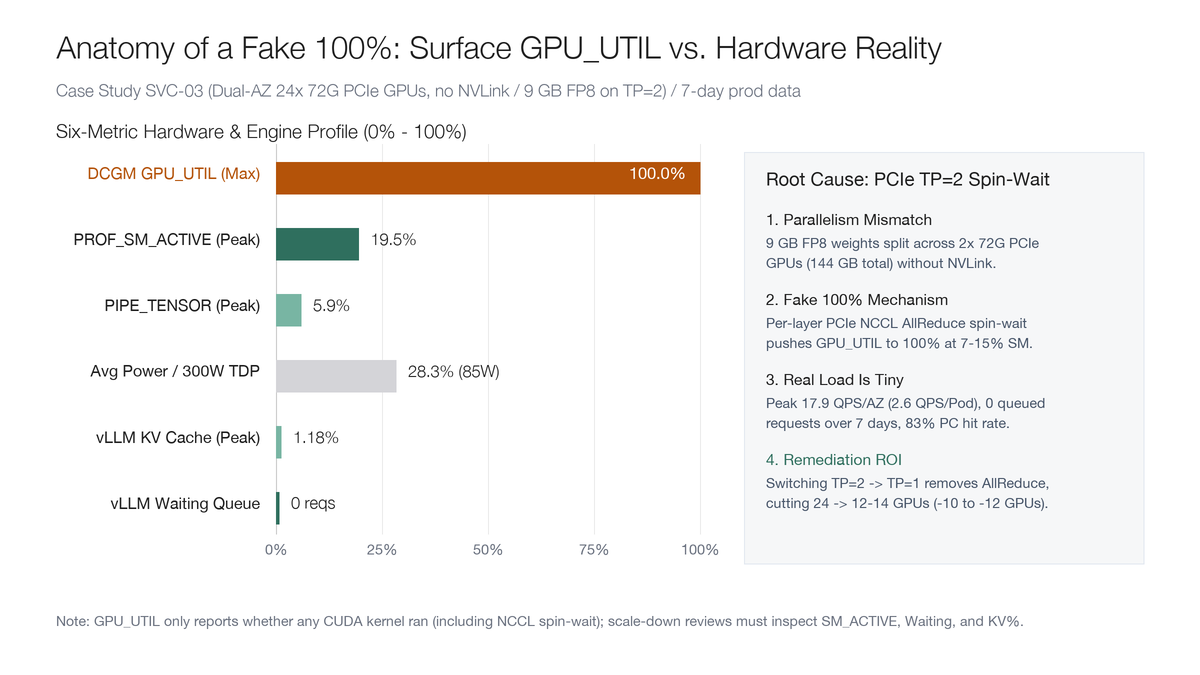 Anatomy of a Fake 100%: Surface GPU_UTIL vs. Hardware Reality
Case Study SVC-03 (Dual-AZ 24x 72G PCIe GPUs, no NVLink / 9 GB FP8 on TP=2) / 7-day prod data
Six-Metric Hardware & Engine Profile (0% - 100%)
DCGM GPU_UTIL (Max)
100.0%
PROF_SM_ACTIVE (Peak)
19.5%
PIPE_TENSOR (Peak)
5.9%
Avg Power / 300W TDP
28.3% (85W)
vLLM KV Cache (Peak)
1.18%
vLLM Waiting Queue
0 reqs
0%
25%
50%
75%
100%
Root Cause: PCIe TP=2 Spin-Wait
1. Parallelism Mismatch
9 GB FP8 weights split across 2x 72G PCIe
GPUs (144 GB total) without NVLink.
2. Fake 100% Mechanism
Per-layer PCIe NCCL AllReduce spin-wait
pushes GPU_UTIL to 100% at 7-15% SM.
3. Real Load Is Tiny
Peak 17.9 QPS/AZ (2.6 QPS/Pod), 0 queued
requests over 7 days, 83% PC hit rate.
4. Remediation ROI
Switching TP=2 -> TP=1 removes AllReduce,
cutting 24 -> 12-14 GPUs (-10 to -12 GPUs).
Note: GPU_UTIL only reports whether any CUDA kernel ran (including NCCL spin-wait); scale-down reviews must inspect SM_ACTIVE, Waiting, and KV%.